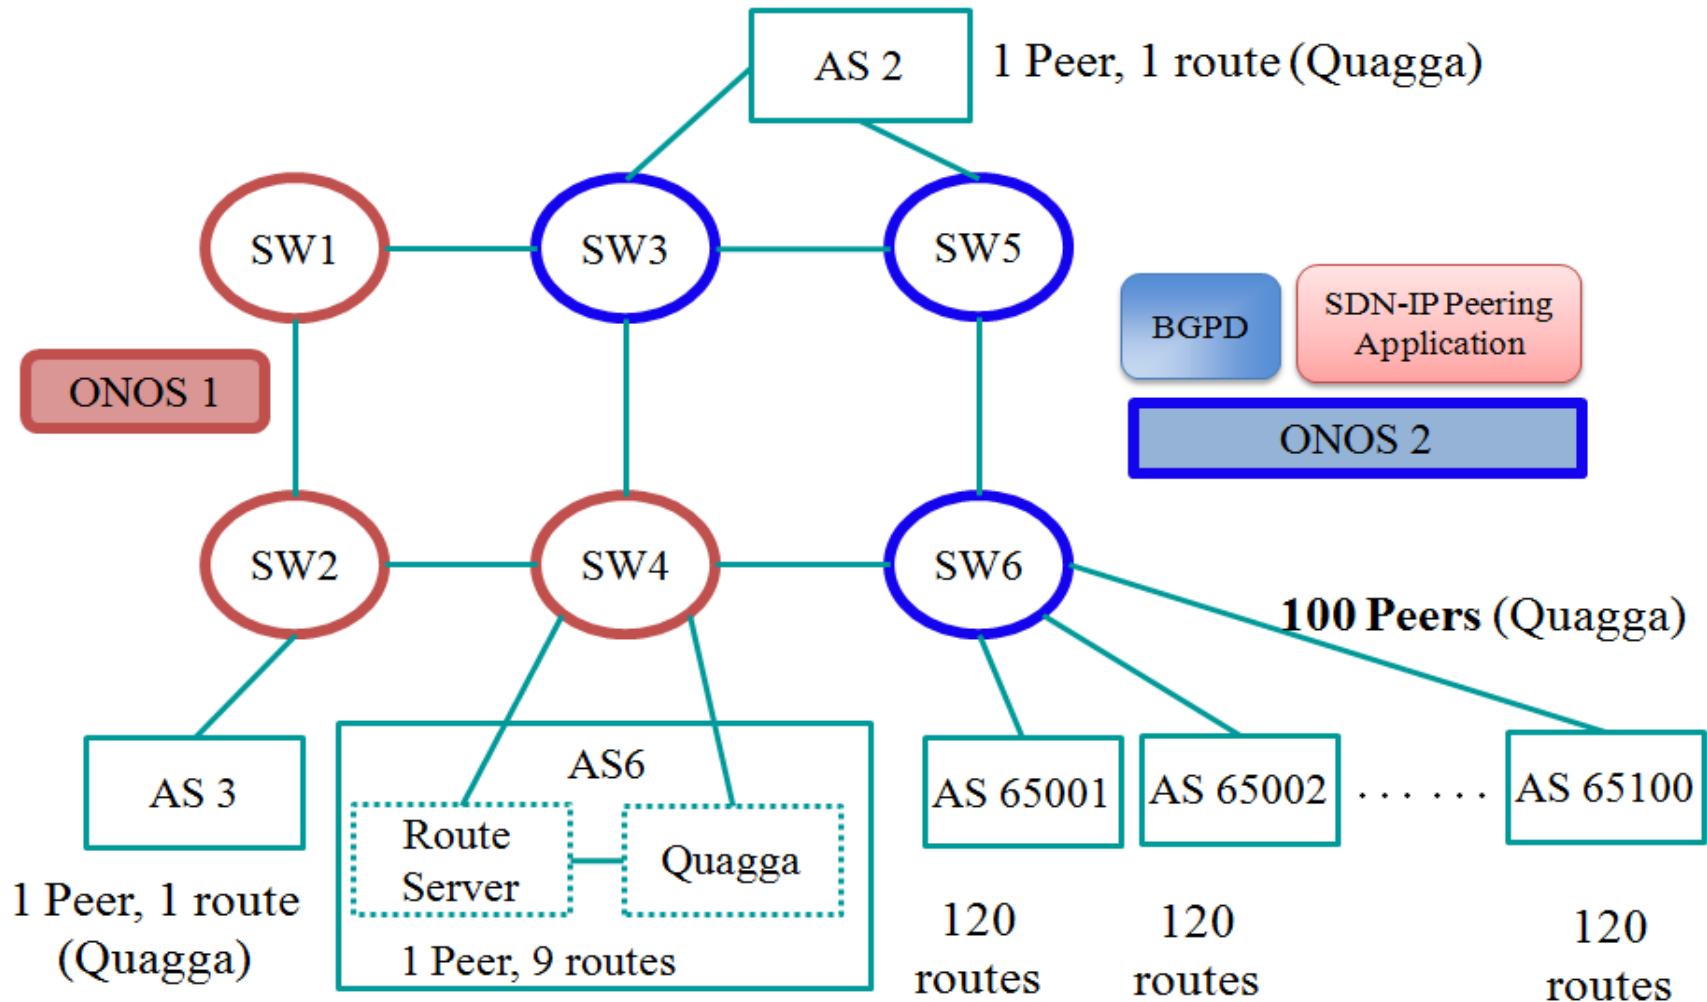 AS 2
1 Peer, 1 route (Quagga)
SW1
SW3
SW5
BGPD
SDN-IP Peering
Application
ONOS 1
ONOS 2
SW2
SW4
SW6
100 Peers (Quagga)
AS 3
AS6
Route
Server
Quagga
1 Peer, 9 routes
AS 65001
AS 65002
. . . . . .
AS 65100
1 Peer, 1 route
(Quagga)
120
routes
120
routes
120
routes